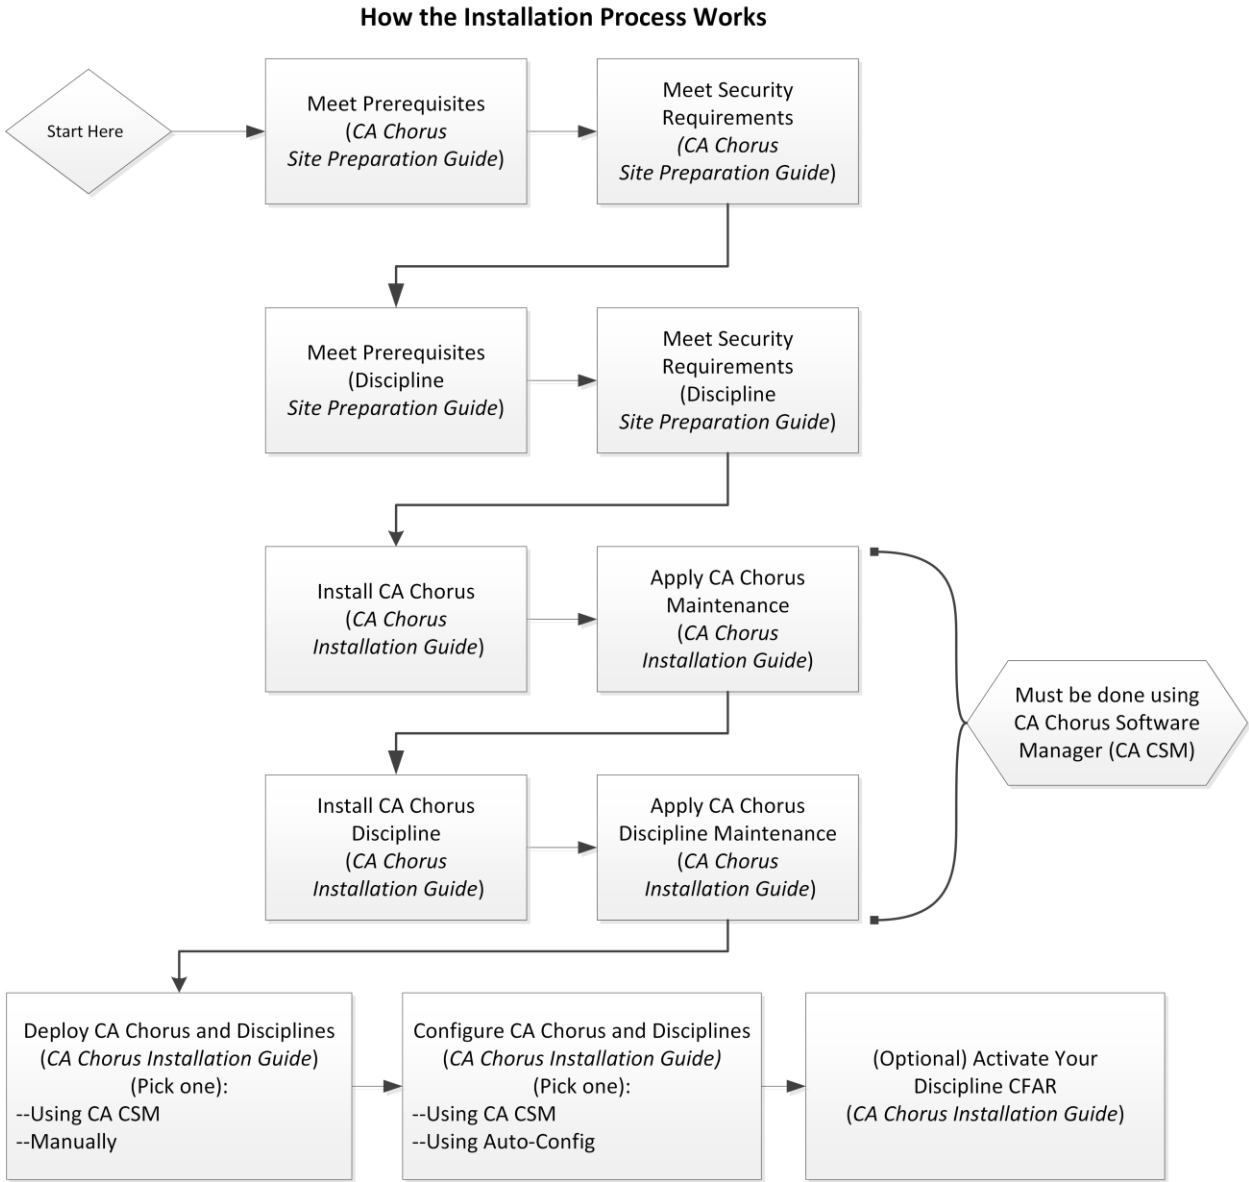 How the Installation Process Works
Start Here
Meet Prerequisites
(CA Chorus
Site Preparation Guide)
Meet Security
Requirements
(CA Chorus
Site Preparation Guide)
Meet Prerequisites
(Discipline
Site Preparation Guide)
Meet Security
Requirements
(Discipline
Site Preparation Guide)
Install CA Chorus
(CA Chorus
Installation Guide)
Apply CA Chorus
Maintenance
(CA Chorus
Installation Guide)
Must be done using
CA Chorus Software
Manager (CA CSM)
Install CA Chorus
Discipline
(CA Chorus
Installation Guide)
Apply CA Chorus
Discipline Maintenance
(CA Chorus
Installation Guide)
Deploy CA Chorus and Disciplines
(CA Chorus Installation Guide)
(Pick one):
--Using CA CSM
--Manually
Configure CA Chorus and Disciplines
(CA Chorus Installation Guide)
(Pick one):
--Using CA CSM
--Using Auto-Config
(Optional) Activate Your
Discipline CFAR
(CA Chorus Installation Guide)